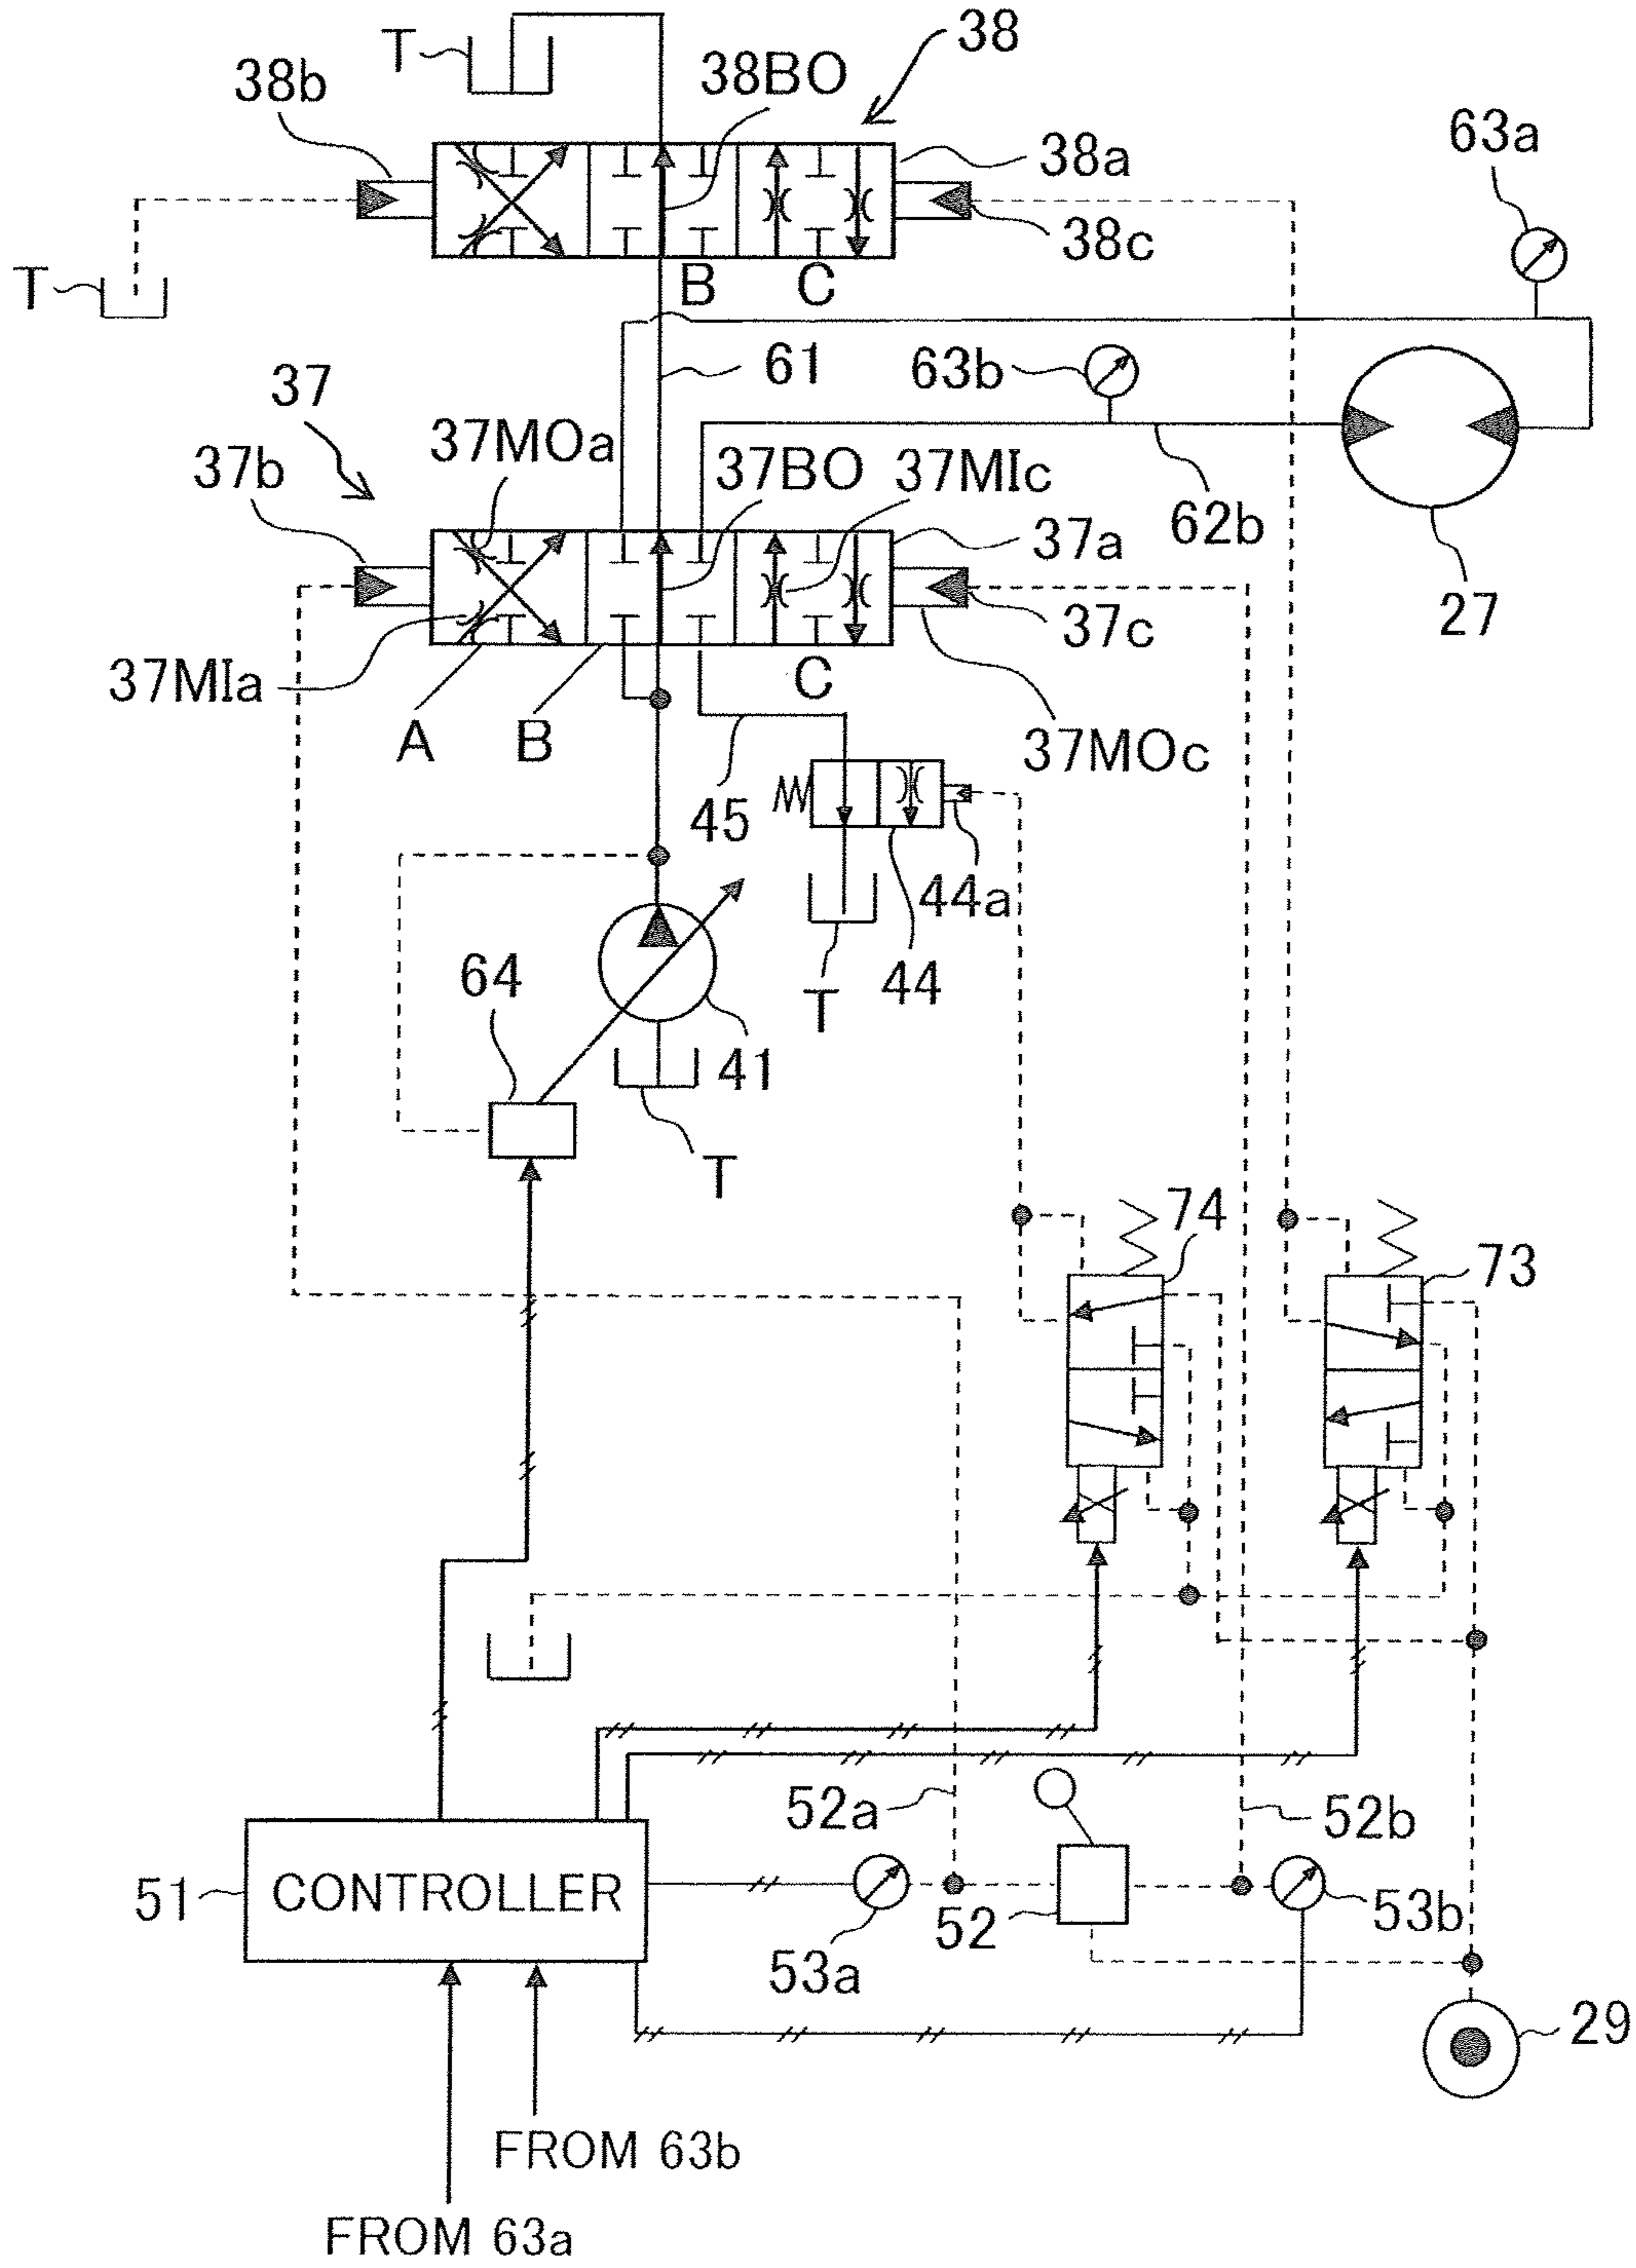 38
T
38BO
38b
63a
38a
38c
T
B C
61
63b
37
37MOa
37b
37BO
37MIc
62b
37a
27
37c
37MIa
C
A B
37MOc
45
44a
64
44
T
41
T
74
73
52a
52b
51
CONTROLLER
52
53b
53a
29
FROM 63b
FROM 63a